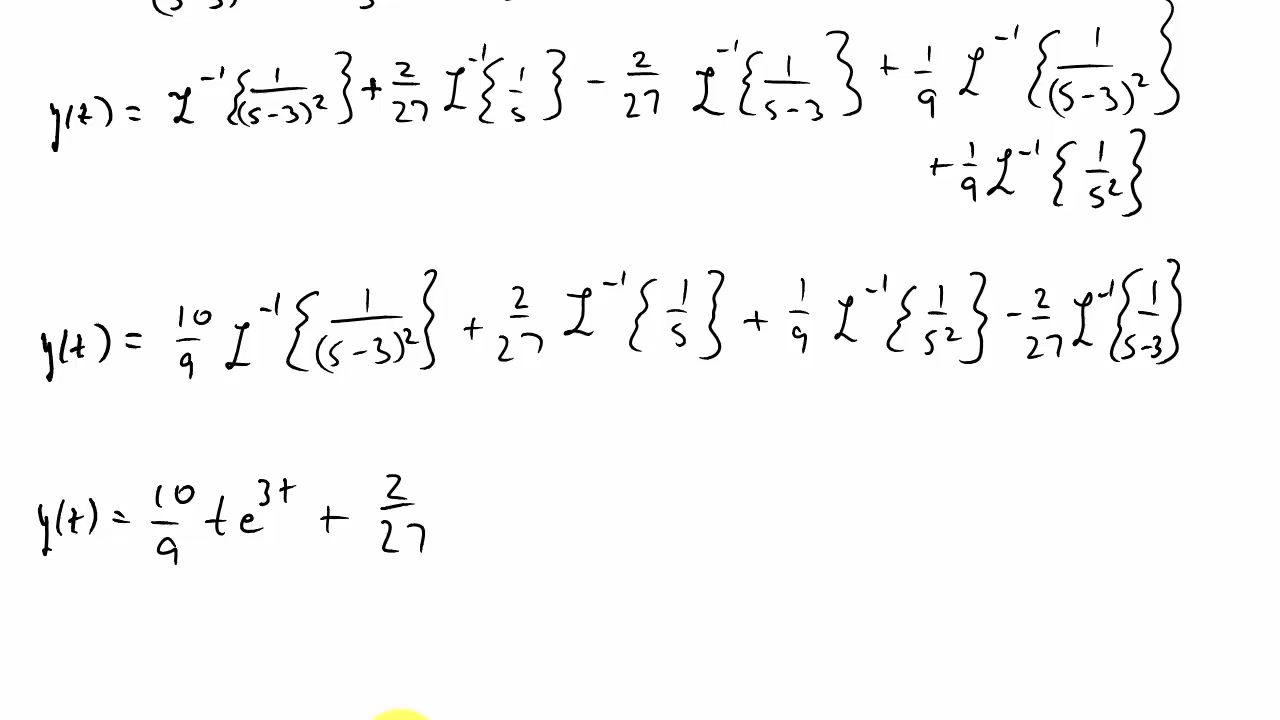 y(t) = ℒ⁻¹{1/(s-3)²} + 2/27 ℒ⁻¹{1/s} - 2/27 ℒ⁻¹{1/(s-3)} + 1/9 ℒ⁻¹{1/(s-3)²}
+ 1/9 ℒ⁻¹{1/s²}
y(t) = 10/9 ℒ⁻¹{1/(s-3)²} + 2/27 ℒ⁻¹{1/s} + 1/9 ℒ⁻¹{1/s²} - 2/27 ℒ⁻¹{1/(s-3)}
y(t) = 10/9 te³ᵗ + 2/27